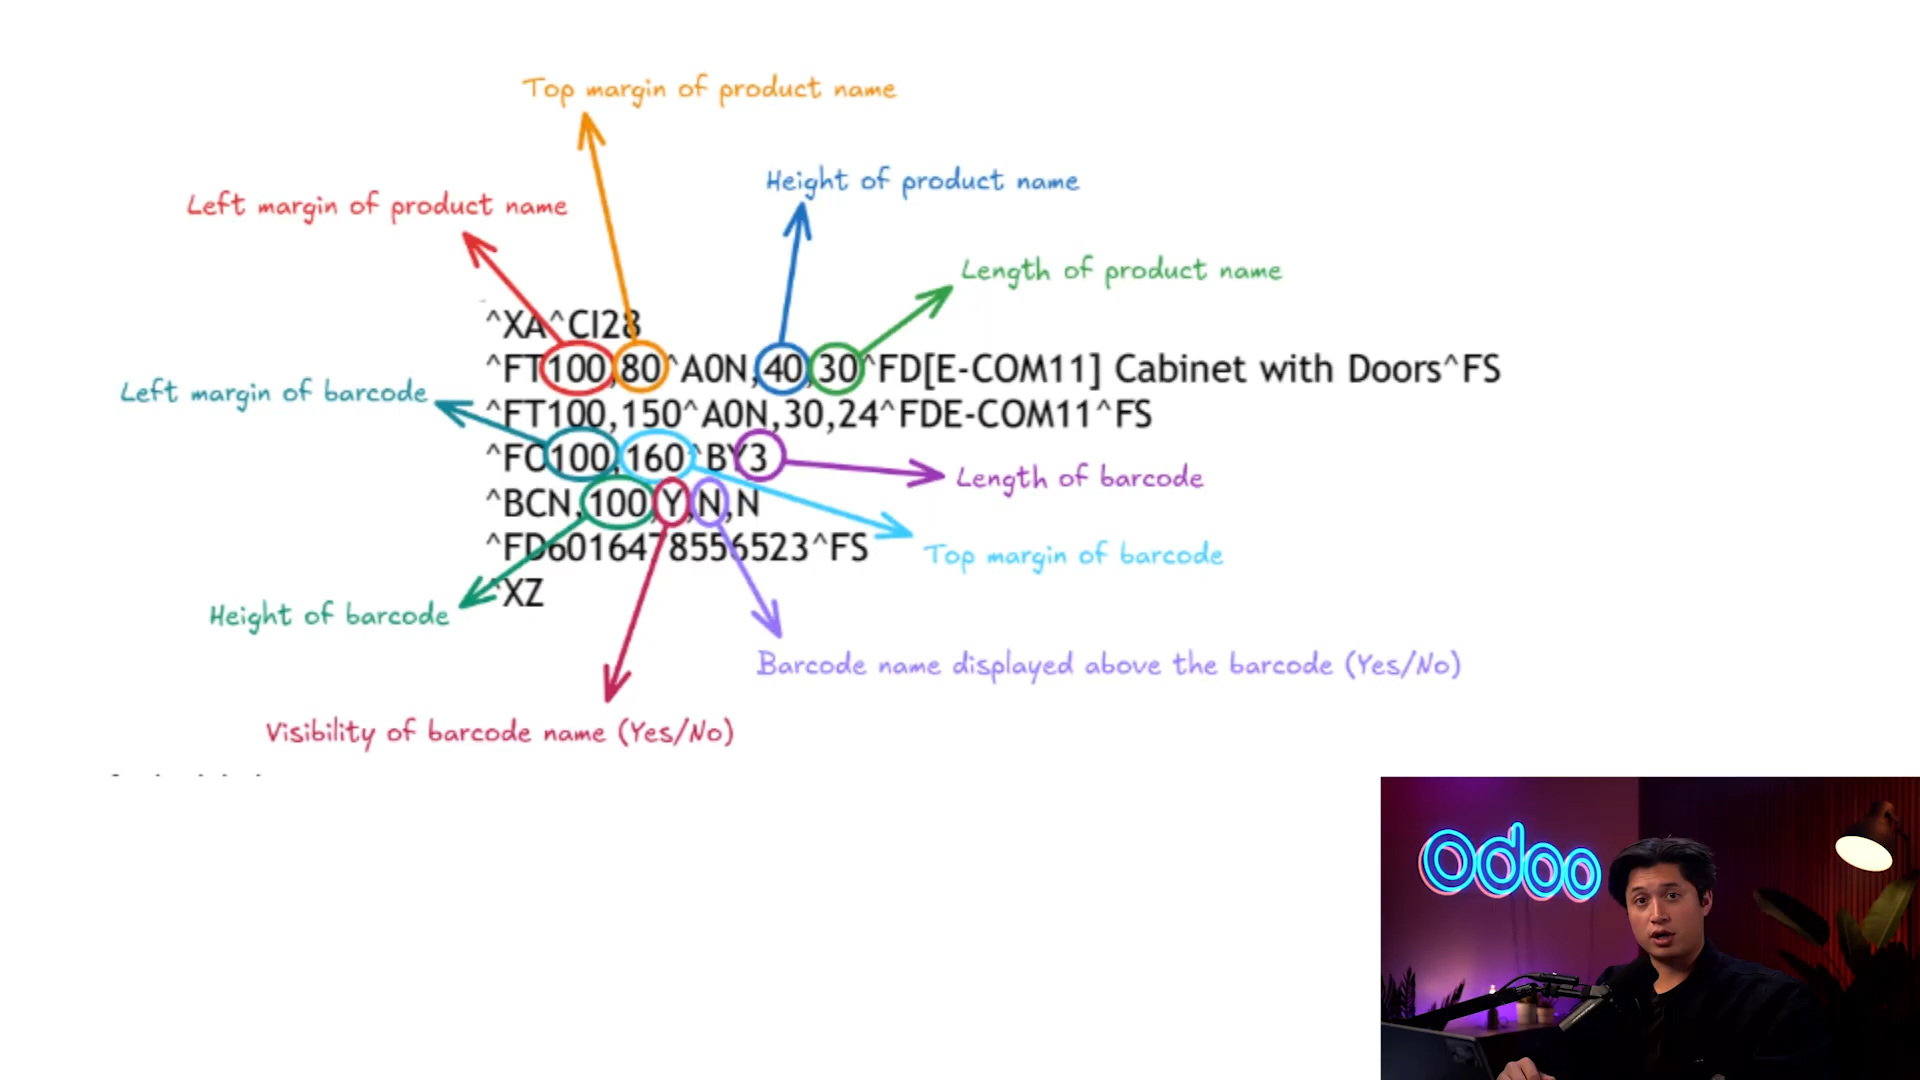 Top margin of product name
Height of product name
Left margin of product name
Length of product name
^XA^CI28
^FT100,80^A0N,40,30^FD[E-COM11] Cabinet with Doors^FS
Left margin of barcode
^FT100,150^A0N,30,24^FDE-COM11^FS
^FO100,160^BY3
Length of barcode
^BCN,100,Y,N,N
^FD6016478556523^FS
Top margin of barcode
^XZ
Height of barcode
Barcode name displayed above the barcode (Yes/No)
Visibility of barcode name (Yes/No)
odoo